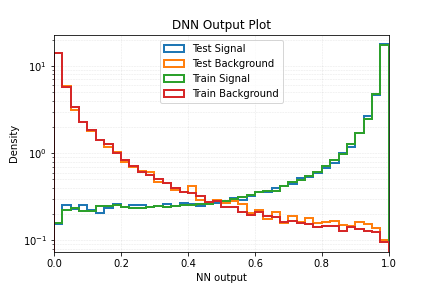 DNN Output Plot
Test Signal
Test Background
Train Signal
Train Background
Density
10¹
10⁰
10⁻¹
0.0 0.2 0.4 0.6 0.8 1.0
NN output